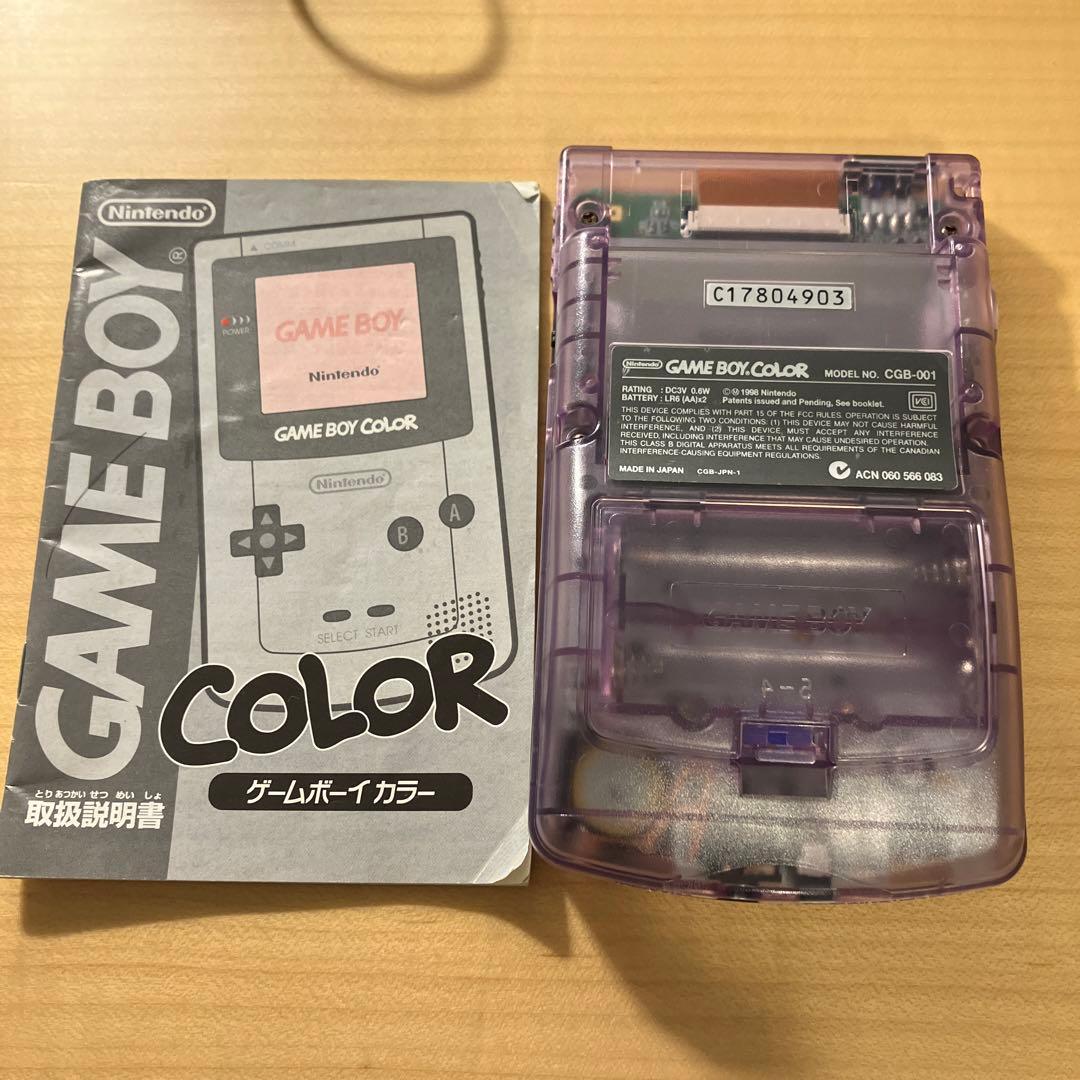 Nintendo
GAME BOY®
▲ COMM.
POWER
GAME BOY
Nintendo
GAME BOY COLOR
Nintendo
B A
SELECT START
COLOR
ゲームボーイ カラー
とりあつかいせつめいしょ
取扱説明書
C17804903
Nintendo GAME BOY COLOR MODEL NO. CGB-001
RATING : DC3V 0.6W
BATTERY : LR6 (AA)x2
©Ⓜ1998 Nintendo
Patents issued and Pending, See booklet.
VCI
THIS DEVICE COMPLIES WITH PART 15 OF THE FCC RULES. OPERATION IS SUBJECT
TO THE FOLLOWING TWO CONDITIONS: (1) THIS DEVICE MAY NOT CAUSE HARMFUL
INTERFERENCE, AND (2) THIS DEVICE, MUST ACCEPT ANY INTERFERENCE
RECEIVED, INCLUDING INTERFERENCE THAT MAY CAUSE UNDESIRED OPERATION.
THIS CLASS B DIGITAL APPARATUS MEETS ALL REQUIREMENTS OF THE CANADIAN
INTERFERENCE-CAUSING EQUIPMENT REGULATIONS.
MADE IN JAPAN CGB-JPN-1 ACN 060 566 083
GAME BOY
5-4